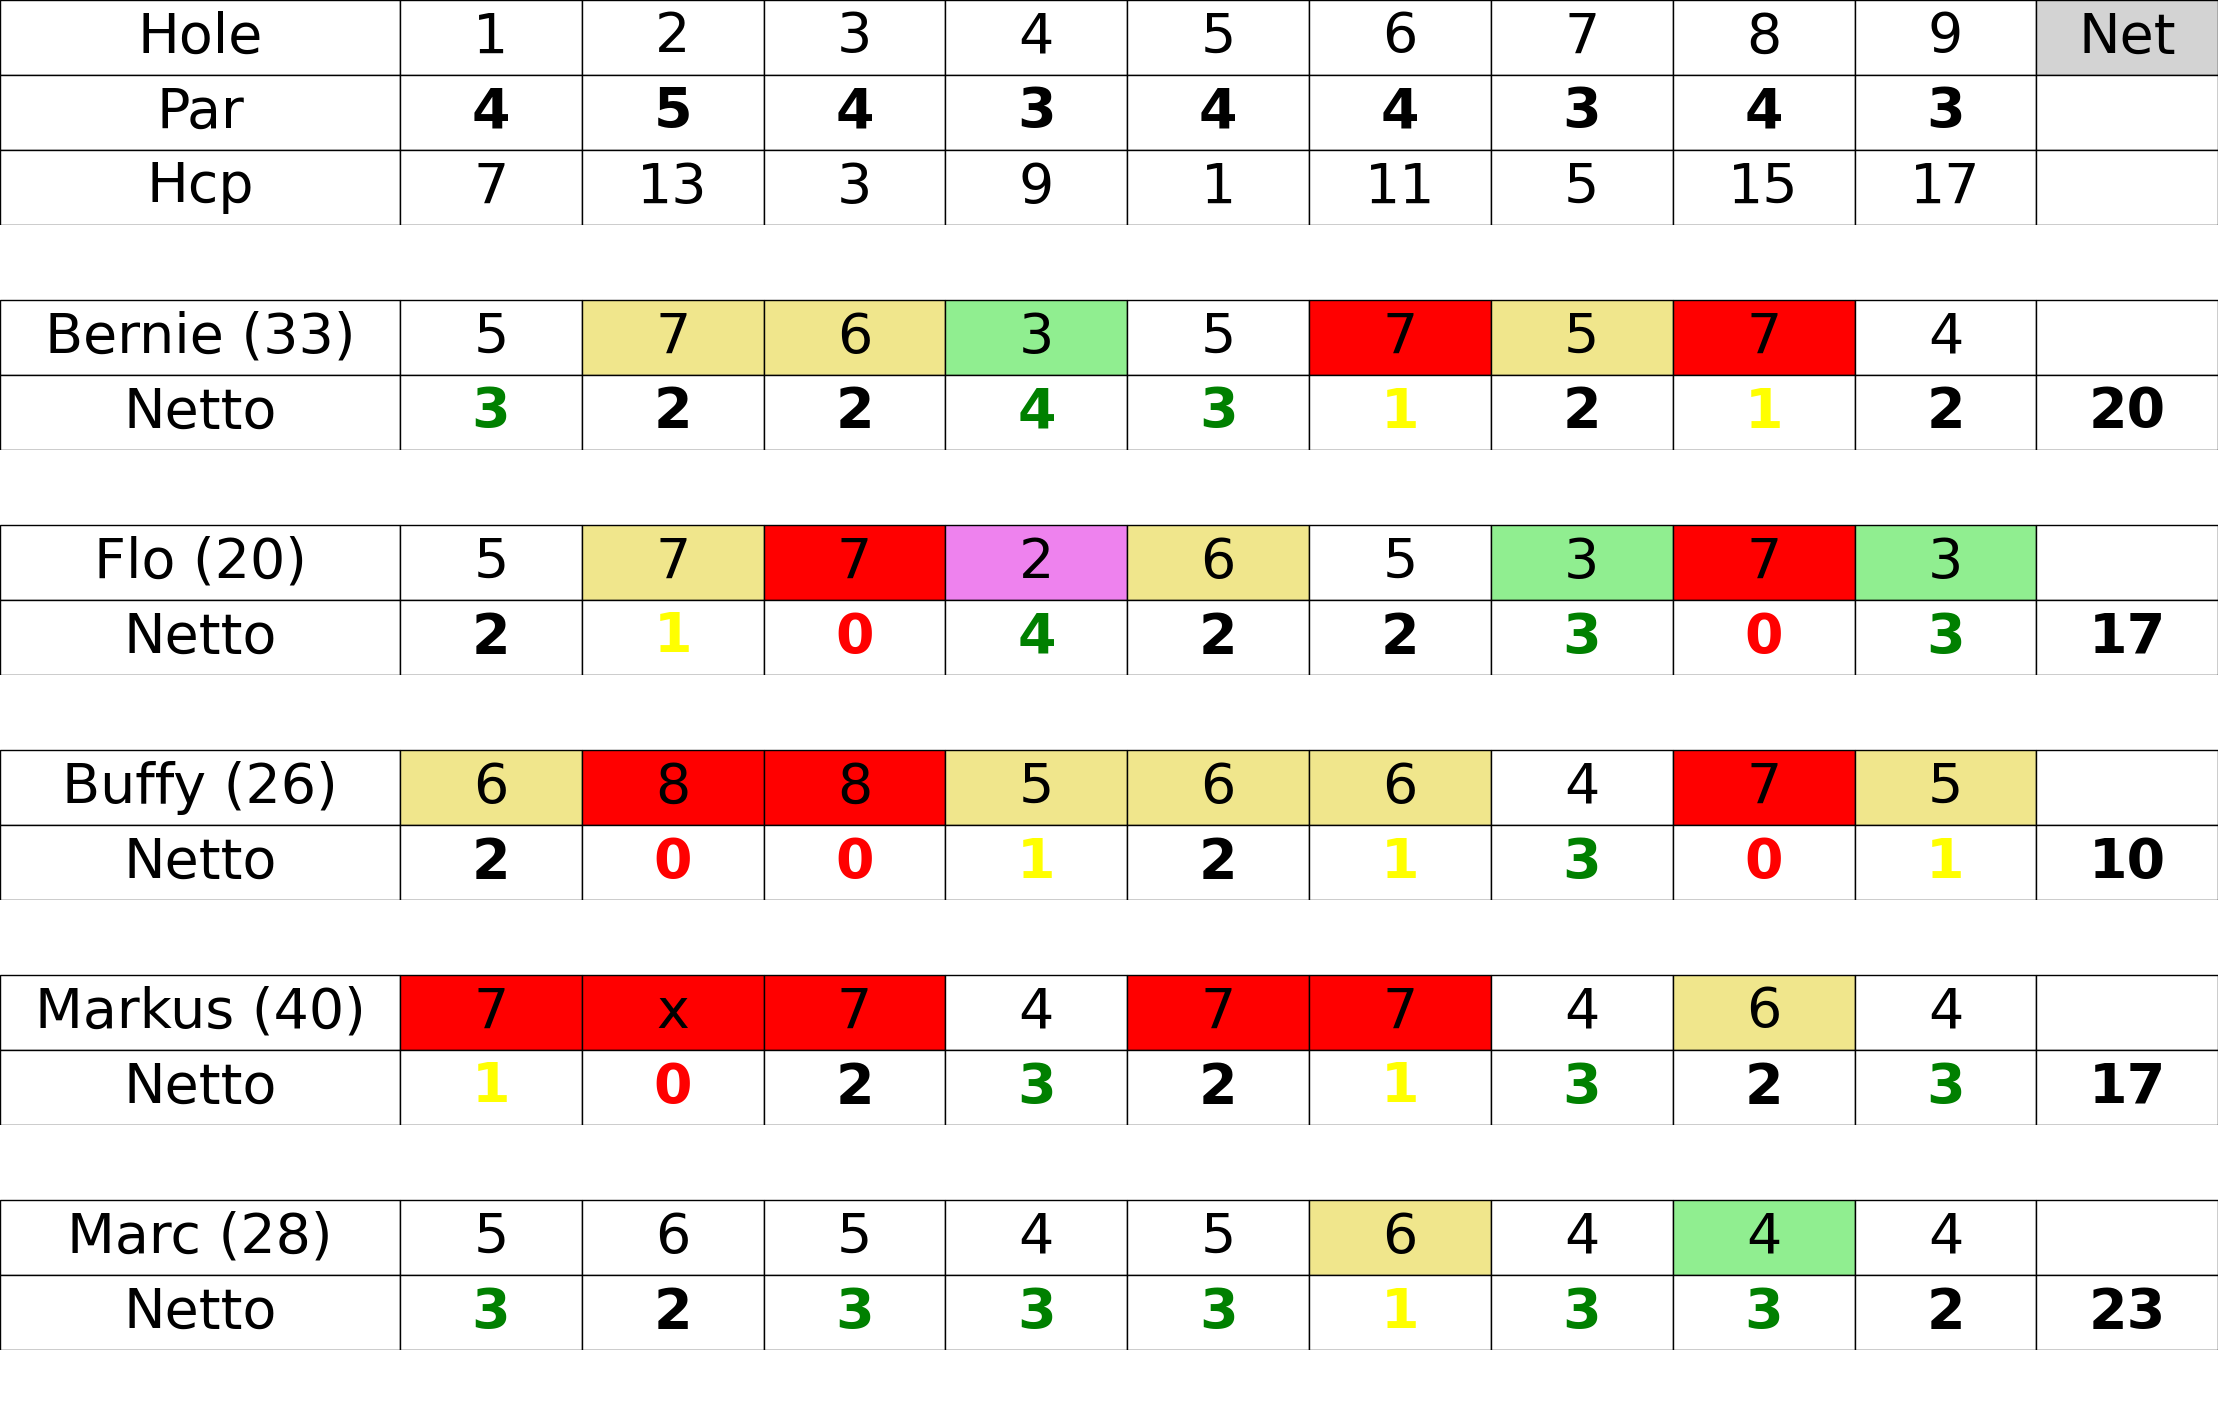 Hole 1 2 3 4 5 6 7 8 9 Net
Par 4 5 4 3 4 4 3 4 3
Hcp 7 13 3 9 1 11 5 15 17
Bernie (33) 5 7 6 3 5 7 5 7 4
Netto 3 2 2 4 3 1 2 1 2 20
Flo (20) 5 7 7 2 6 5 3 7 3
Netto 2 1 0 4 2 2 3 0 3 17
Buffy (26) 6 8 8 5 6 6 4 7 5
Netto 2 0 0 1 2 1 3 0 1 10
Markus (40) 7 x 7 4 7 7 4 6 4
Netto 1 0 2 3 2 1 3 2 3 17
Marc (28) 5 6 5 4 5 6 4 4 4
Netto 3 2 3 3 3 1 3 3 2 23